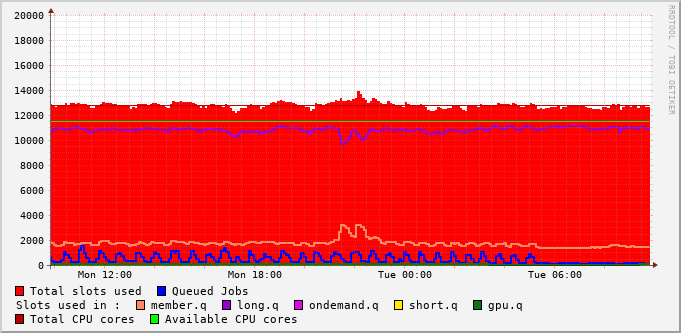 20000
18000
16000
14000
12000
10000
8000
6000
4000
2000
0
Mon 12:00 Mon 18:00 Tue 00:00 Tue 06:00
RRDTOOL / TOBI OETIKER
Total slots used Queued Jobs
Slots used in : member.q long.q ondemand.q short.q gpu.q
Total CPU cores Available CPU cores